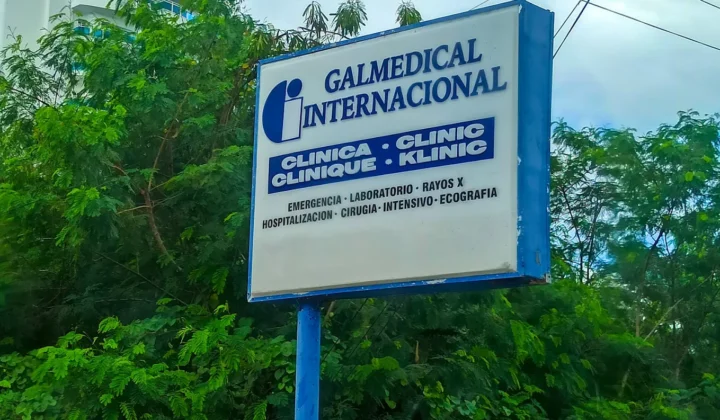 GALMEDICAL
INTERNACIONAL
CLINICA · CLINIC
CLINIQUE · KLINIC
EMERGENCIA · LABORATORIO · RAYOS X
HOSPITALIZACION · CIRUGIA · INTENSIVO · ECOGRAFIA